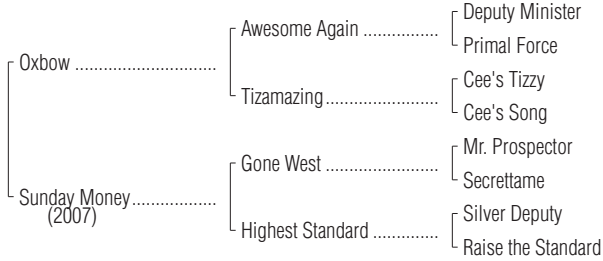 Deputy Minister
Awesome Again ................
Primal Force
Oxbow ..............................
Cee's Tizzy
Tizamazing........................
Cee's Song
Mr. Prospector
Gone West ........................
Secrettame
Sunday Money..................
(2007)
Silver Deputy
Highest Standard ..............
Raise the Standard